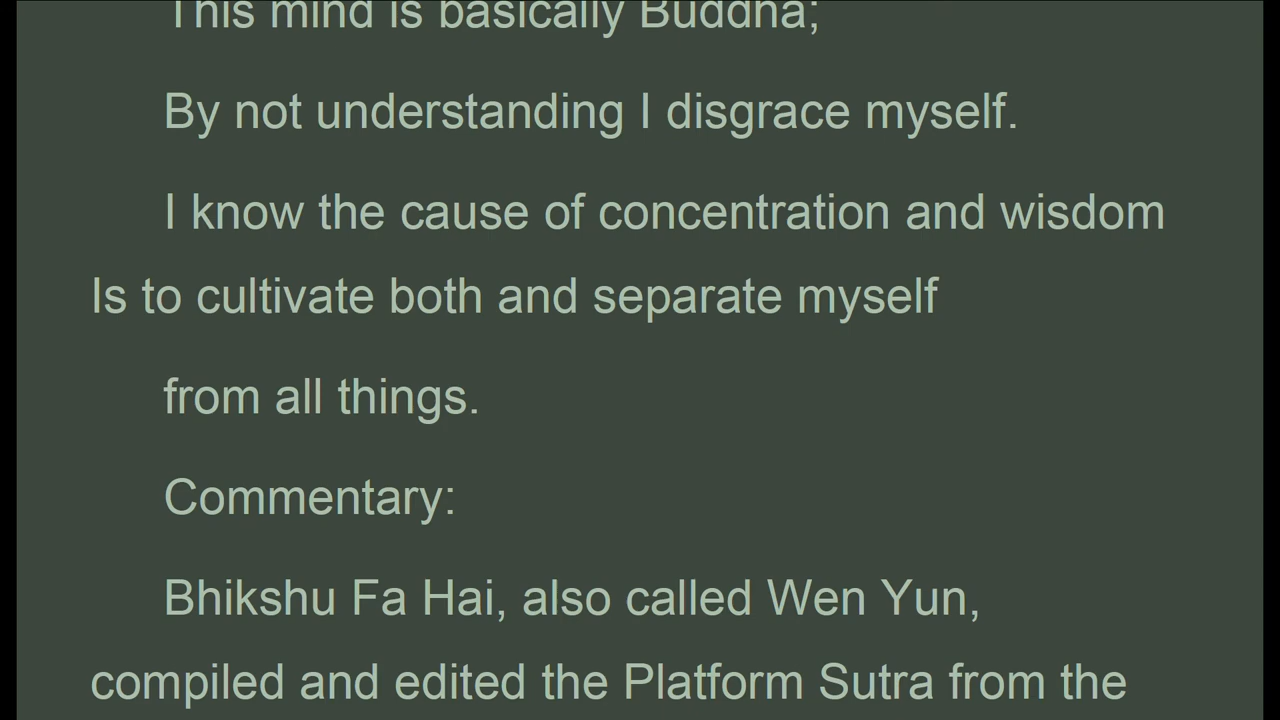 This mind is basically Buddha;
By not understanding I disgrace myself.
I know the cause of concentration and wisdom
Is to cultivate both and separate myself
from all things.
Commentary:
Bhikshu Fa Hai, also called Wen Yun,
compiled and edited the Platform Sutra from the